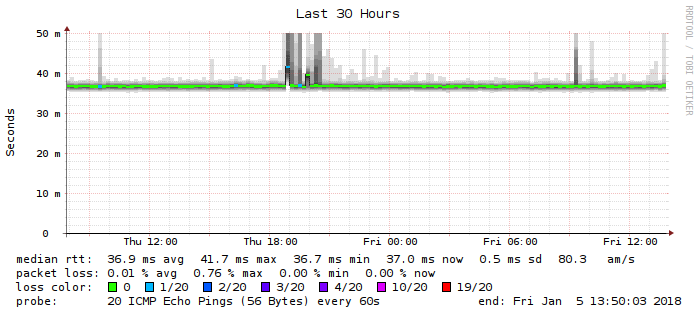 Last 30 Hours
RRDTOOL / TOBI OETIKER
Seconds
50 m
40 m
30 m
20 m
10 m
0
Thu 12:00 Thu 18:00 Fri 00:00 Fri 06:00 Fri 12:00
median rtt: 36.9 ms avg 41.7 ms max 36.7 ms min 37.0 ms now 0.5 ms sd 80.3 am/s
packet loss: 0.01 % avg 0.76 % max 0.00 % min 0.00 % now
loss color: 0 1/20 2/20 3/20 4/20 10/20 19/20
probe: 20 ICMP Echo Pings (56 Bytes) every 60s end: Fri Jan 5 13:50:03 2018